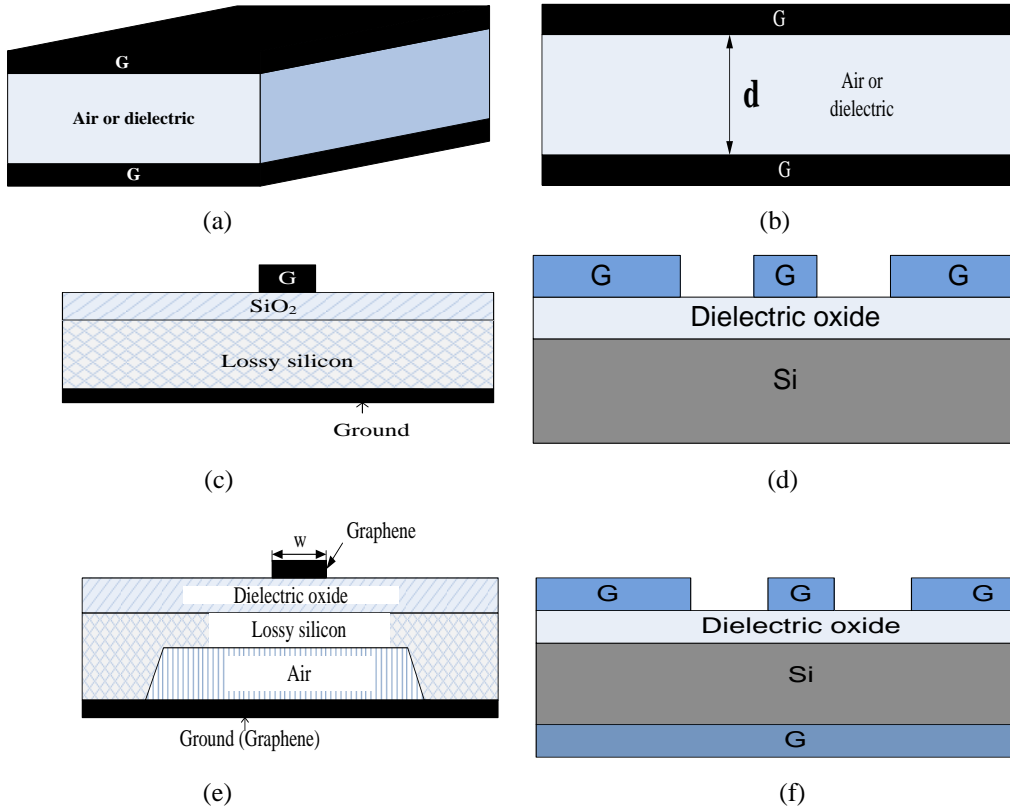 G
Air or dielectric
G
(a)
G
d
Air or
dielectric
G
(b)
G
SiO₂
Lossy silicon
Ground
(c)
G
G
G
Dielectric oxide
Si
(d)
w
Graphene
Dielectric oxide
Lossy silicon
Air
Ground (Graphene)
(e)
G
G
G
Dielectric oxide
Si
G
(f)